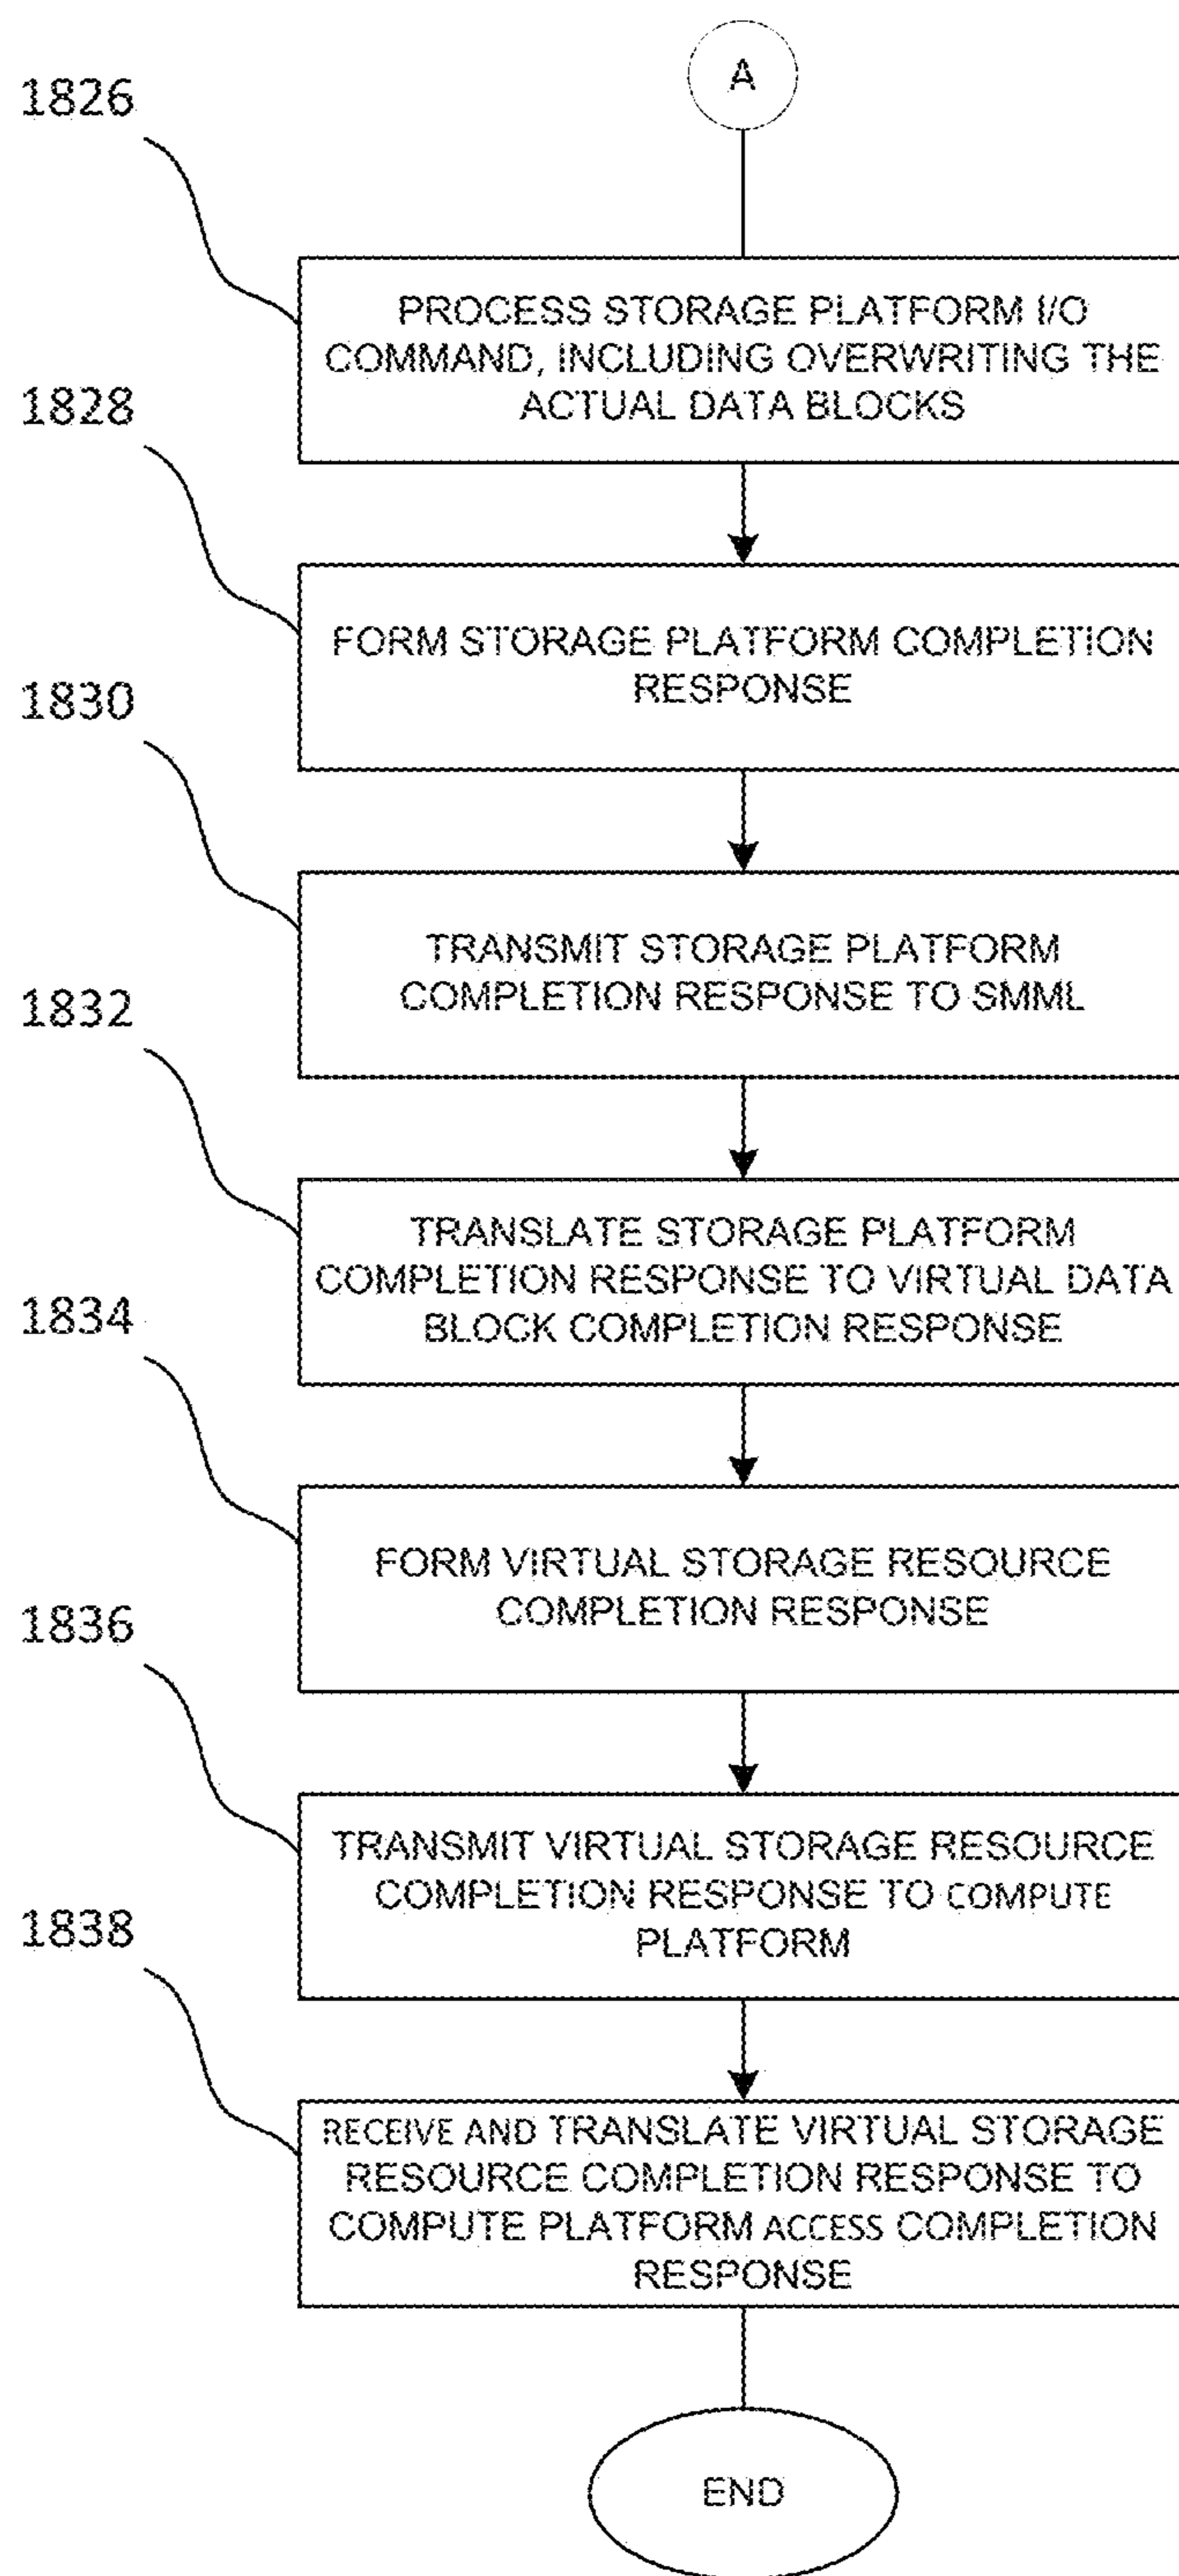 A
1826
PROCESS STORAGE PLATFORM I/O
COMMAND, INCLUDING OVERWRITING THE
ACTUAL DATA BLOCKS
1828
FORM STORAGE PLATFORM COMPLETION
RESPONSE
1830
TRANSMIT STORAGE PLATFORM
COMPLETION RESPONSE TO SMML
1832
TRANSLATE STORAGE PLATFORM
COMPLETION RESPONSE TO VIRTUAL DATA
BLOCK COMPLETION RESPONSE
1834
FORM VIRTUAL STORAGE RESOURCE
COMPLETION RESPONSE
1836
TRANSMIT VIRTUAL STORAGE RESOURCE
COMPLETION RESPONSE TO COMPUTE
PLATFORM
1838
RECEIVE AND TRANSLATE VIRTUAL STORAGE
RESOURCE COMPLETION RESPONSE TO
COMPUTE PLATFORM ACCESS COMPLETION
RESPONSE
END